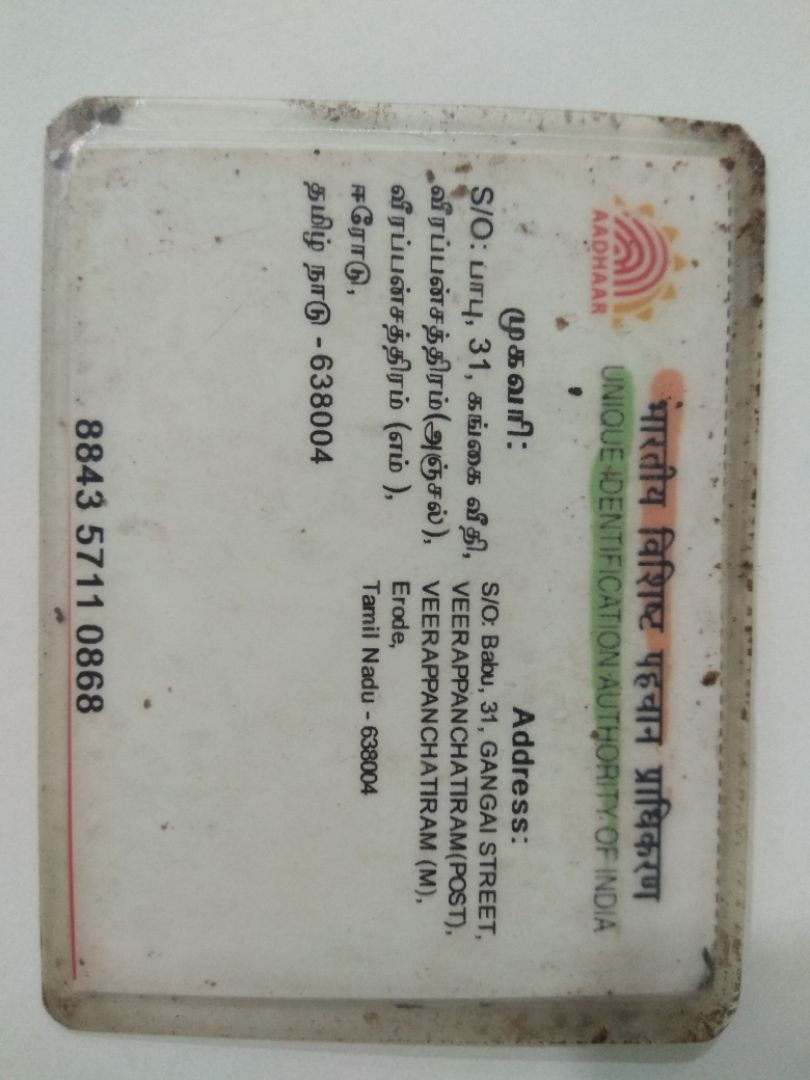 भारतीय विशिष्ट पहचान प्राधिकरण
UNIQUE IDENTIFICATION AUTHORITY OF INDIA
AADHAAR
முகவரி:
S/O: பாபு, 31, கங்கை வீதி,
வீரப்பன்சத்திரம்(அஞ்சல்),
வீரப்பன்சத்திரம் (எம் ),
ஈரோடு,
தமிழ் நாடு - 638004
Address:
S/O: Babu, 31, GANGAI STREET,
VEERAPPANCHATIRAM(POST),
VEERAPPANCHATIRAM (M),
Erode,
Tamil Nadu - 638004
8843 5711 0868